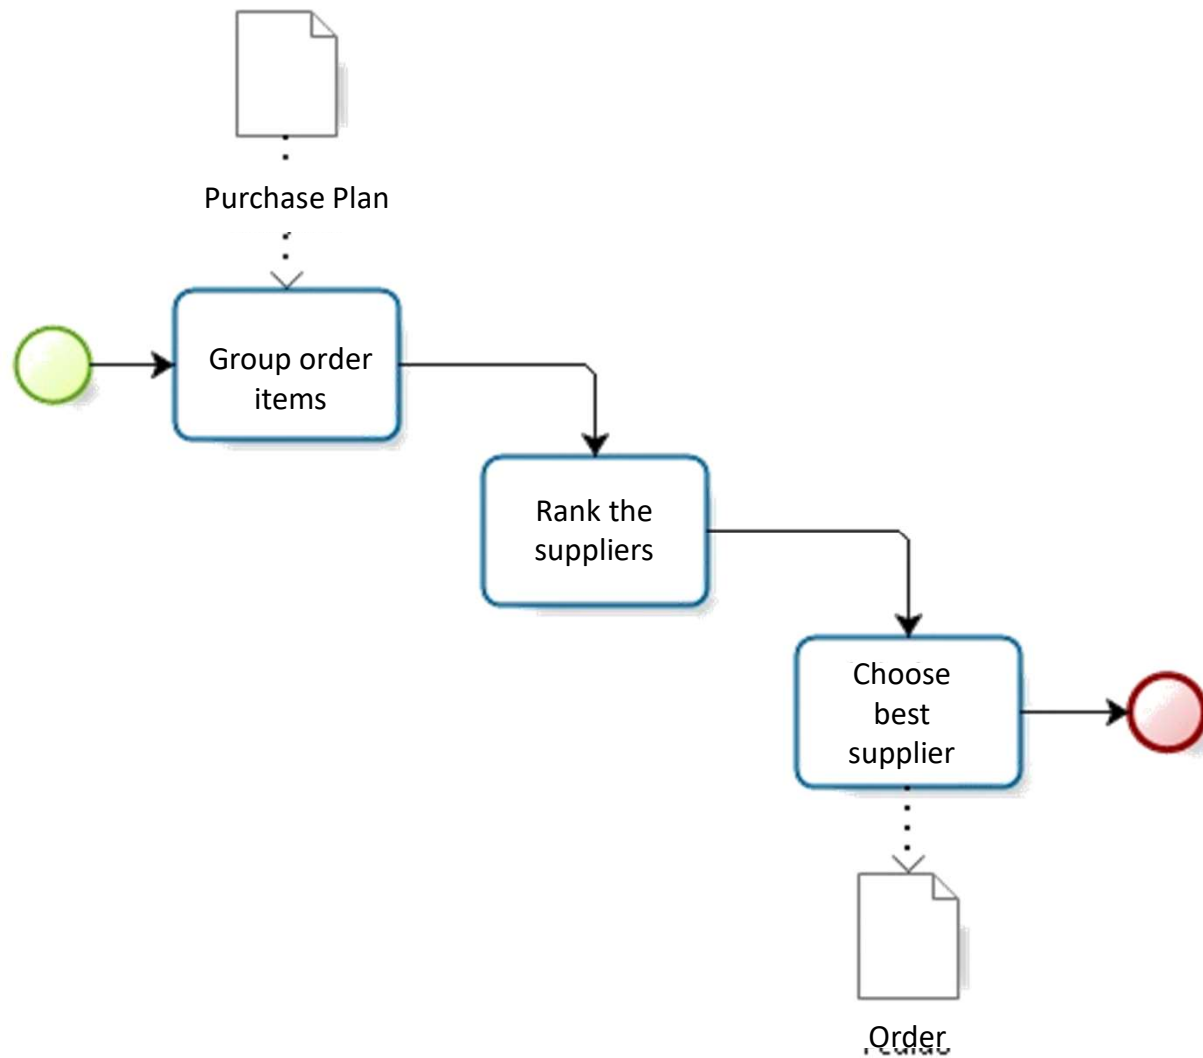 Purchase Plan
Group order
items
Rank the
suppliers
Choose
best
supplier
Order